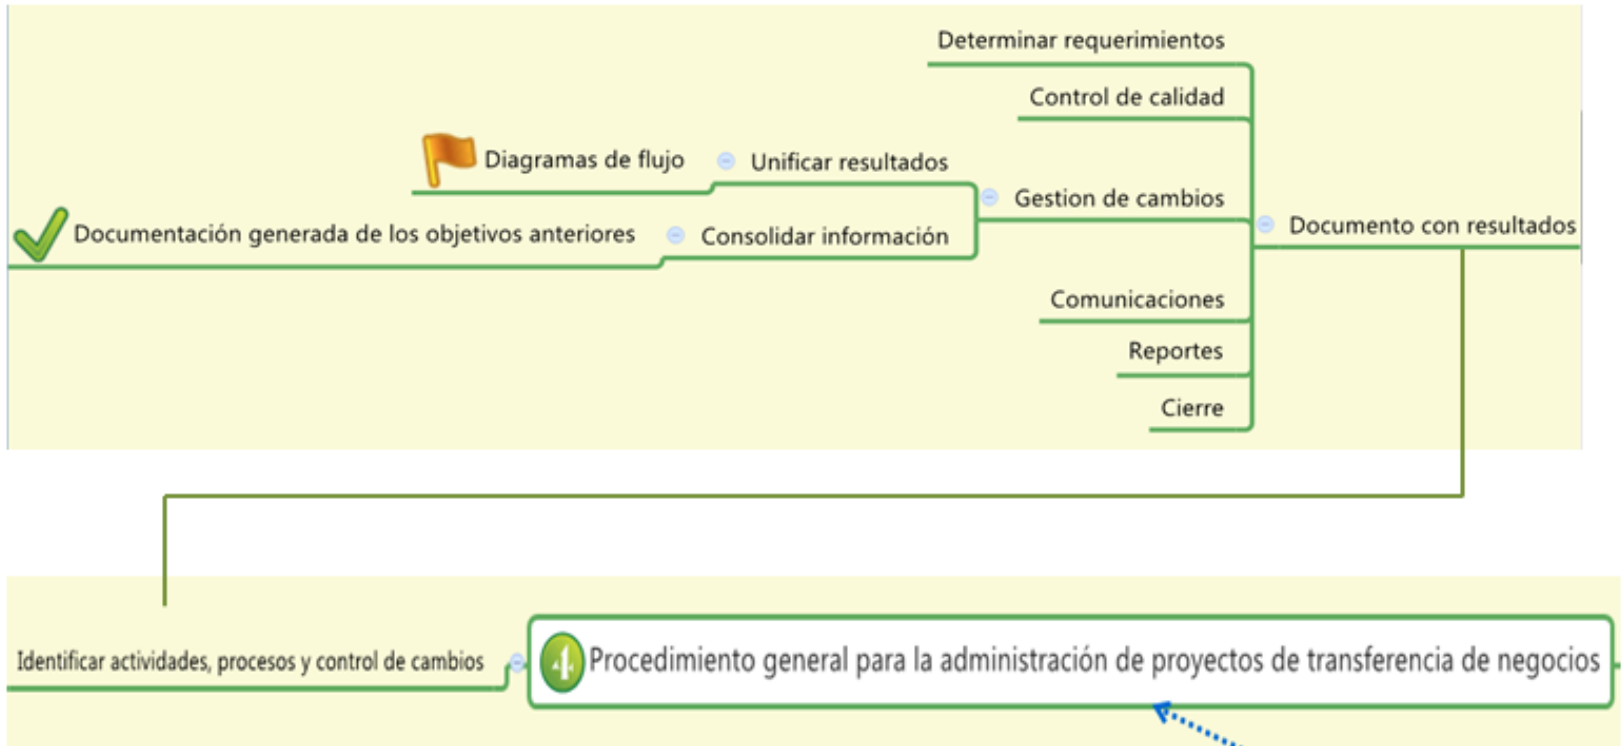 Determinar requerimientos
Control de calidad
Diagramas de flujo
Unificar resultados
Gestion de cambios
Documentación generada de los objetivos anteriores
Consolidar información
Documento con resultados
Comunicaciones
Reportes
Cierre
Identificar actividades, procesos y control de cambios
4 Procedimiento general para la administración de proyectos de transferencia de negocios